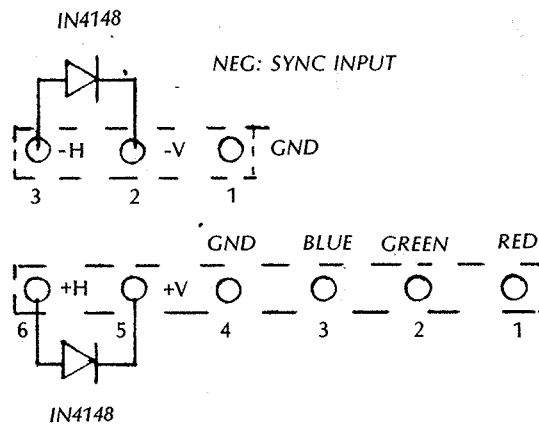 IN4148
NEG: SYNC INPUT
-H -V GND
3 2 1
GND BLUE GREEN RED
+H +V
6 5 4 3 2 1
IN4148